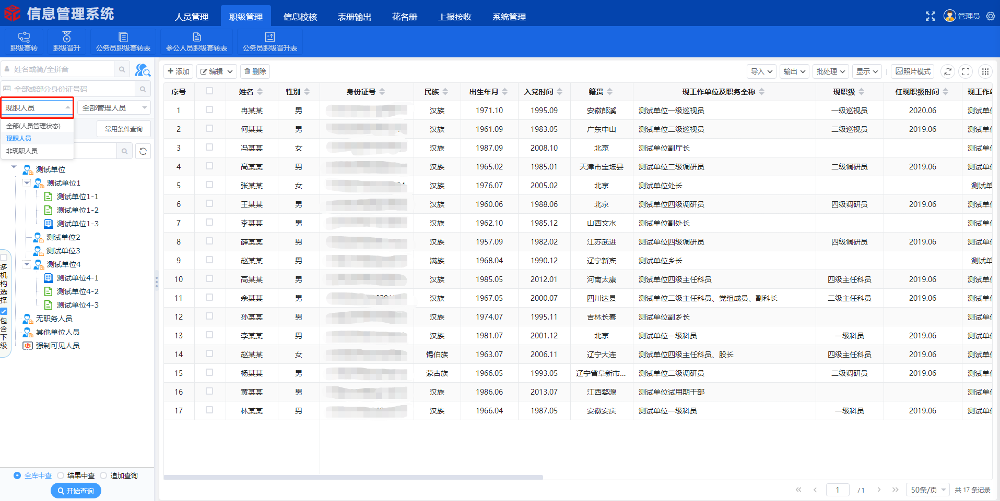 信息管理系统
人员管理 职级管理 信息校核 表册输出 花名册 上报接收 系统管理
管理员
职级套转 职级晋升 公务员职级套转表 参公人员职级套转表 公务员职级晋升表
姓名或简/全拼音
全部或部分身份证号码
现职人员 全部管理人员
全部(人员管理状态)
现职人员
非现职人员
常用条件查询
测试单位
测试单位1
测试单位1-1
测试单位1-2
测试单位1-3
测试单位2
测试单位3
测试单位4
测试单位4-1
测试单位4-2
测试单位4-3
无职务人员
其他单位人员
强制可见人员
多机构选择
包含下级
全库中查 结果中查 追加查询
开始查询
添加 编辑 删除 导入 输出 批处理 显示 照片模式
序号 姓名 性别 身份证号 民族 出生年月 入党时间 籍贯 现工作单位及职务全称 现职级 任现职级时间 现工作单
1 冉某某 男 汉族 1971.10 1995.09 安徽郎溪 测试单位一级巡视员 一级巡视员 2020.06 测试单位
2 何某某 男 汉族 1961.09 1983.05 广东中山 测试单位二级巡视员 二级巡视员 2019.06 测试单位
3 冯某某 女 汉族 1987.09 2008.10 北京 测试单位副厅长 测试单位
4 高某某 男 汉族 1965.02 1985.01 天津市宝坻县 测试单位二级调研员 二级调研员 2019.06 测试单位
5 张某某 女 汉族 1976.07 2005.02 北京 测试单位处长 测试单
6 王某某 男 汉族 1960.06 1988.06 北京 测试单位四级调研员 四级调研员 2019.06 测试单位
7 李某某 男 汉族 1962.10 1985.12 山西文水 测试单位副处长 测试单位
8 薛某某 男 汉族 1957.09 1982.02 江苏武进 测试单位四级调研员 四级调研员 2019.06 测试单位
9 赵某某 男 满族 1968.04 1990.12 辽宁新宾 测试单位乡长 测试单
10 高某某 男 汉族 1985.05 2012.01 河南太康 测试单位四级主任科员 四级主任科员 2019.06 测试单位
11 佘某某 男 汉族 1967.05 2000.07 四川达县 测试单位二级主任科员、党组成员、副科长 二级主任科员 2019.06 测试单位
12 孙某某 男 汉族 1974.07 1995.11 吉林长春 测试单位副乡长 测试单位
13 李某某 男 汉族 1981.07 2001.12 北京 测试单位一级科员 一级科员 2019.06 测试单位
14 赵某某 女 锡伯族 1963.07 2006.11 辽宁大连 测试单位四级主任科员、股长 四级主任科员 2019.06 测试单位
15 杨某某 男 蒙古族 1966.05 1993.05 辽宁省阜新市... 测试单位二级调研员 二级调研员 2019.06 测试单位
16 黄某某 男 汉族 1986.06 2013.07 江西婺源 测试单位试用期干部 测试单位
17 林某某 男 汉族 1966.04 1987.05 安徽安庆 测试单位一级科员 一级科员 2019.06 测试单位
1 /1 50条/页 共 17 条记录